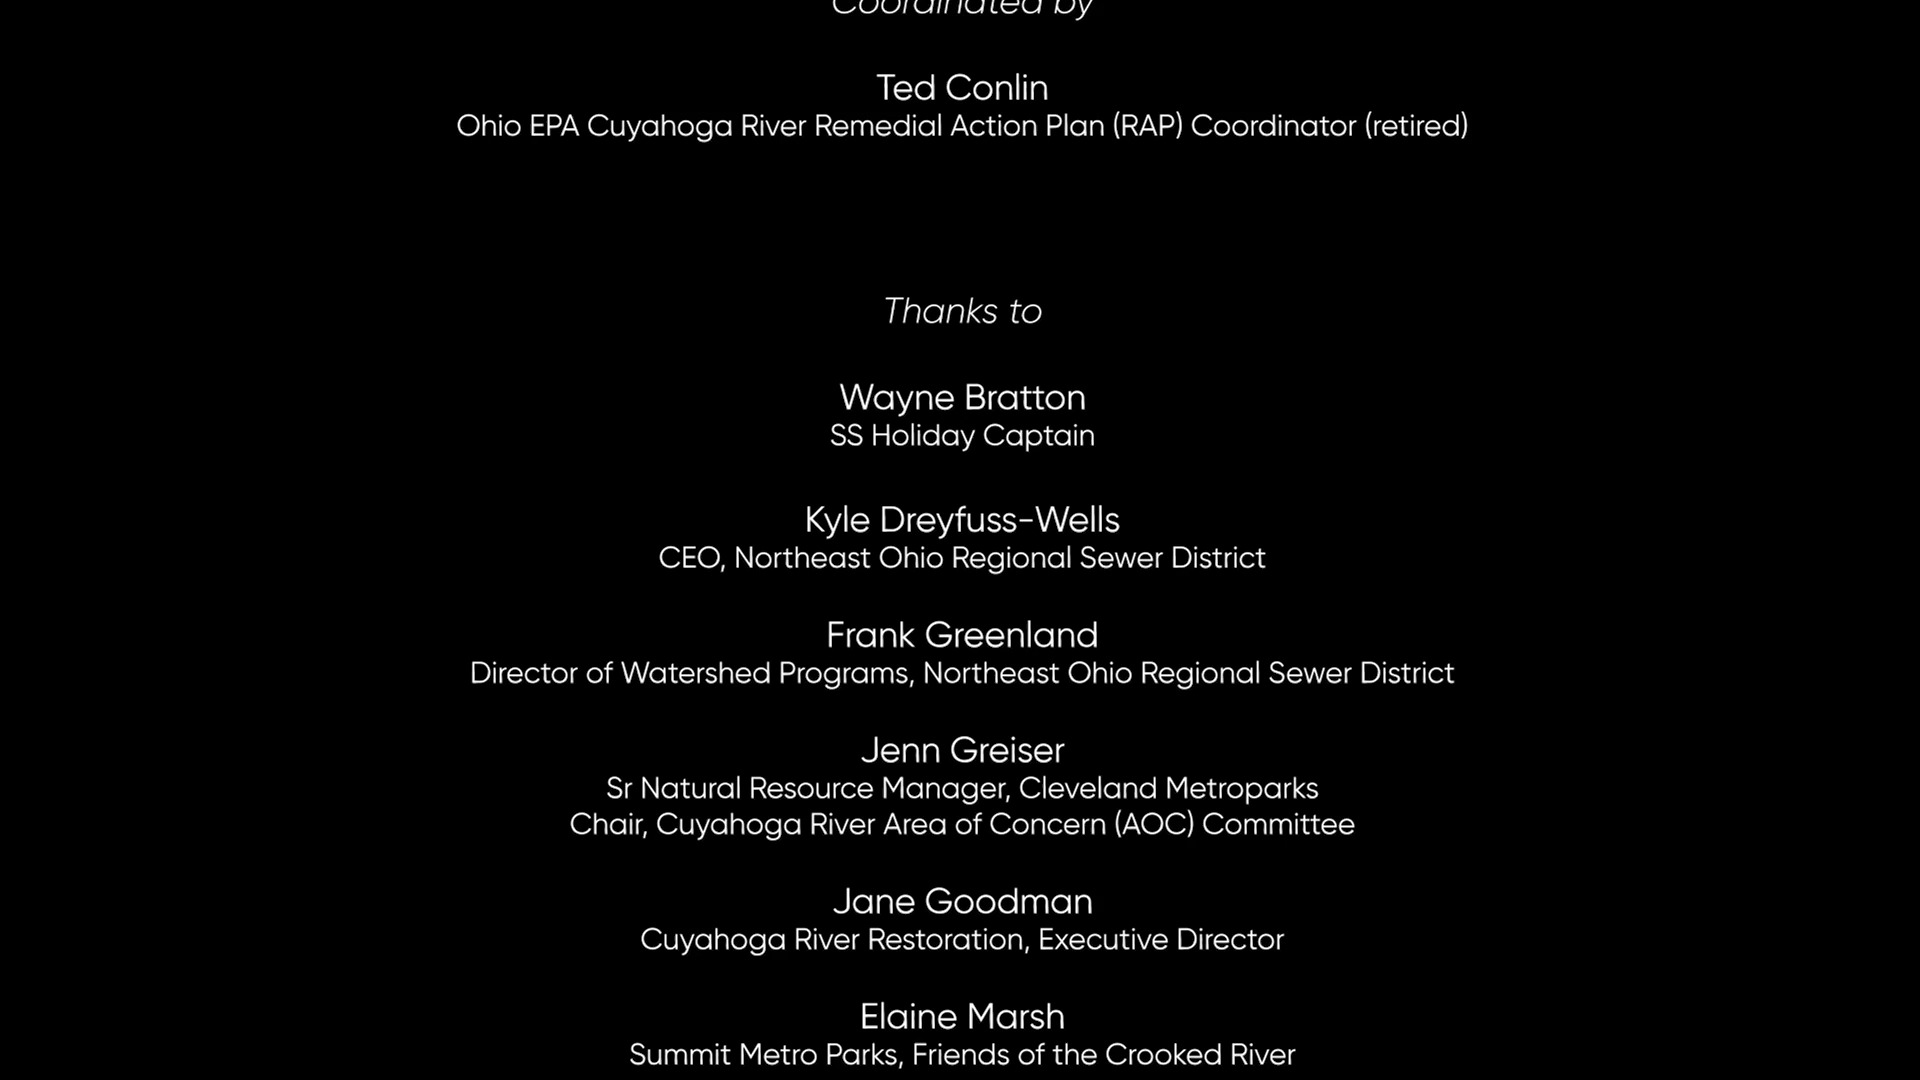 Coordinated by
Ted Conlin
Ohio EPA Cuyahoga River Remedial Action Plan (RAP) Coordinator (retired)
Thanks to
Wayne Bratton
SS Holiday Captain
Kyle Dreyfuss-Wells
CEO, Northeast Ohio Regional Sewer District
Frank Greenland
Director of Watershed Programs, Northeast Ohio Regional Sewer District
Jenn Greiser
Sr Natural Resource Manager, Cleveland Metroparks
Chair, Cuyahoga River Area of Concern (AOC) Committee
Jane Goodman
Cuyahoga River Restoration, Executive Director
Elaine Marsh
Summit Metro Parks, Friends of the Crooked River